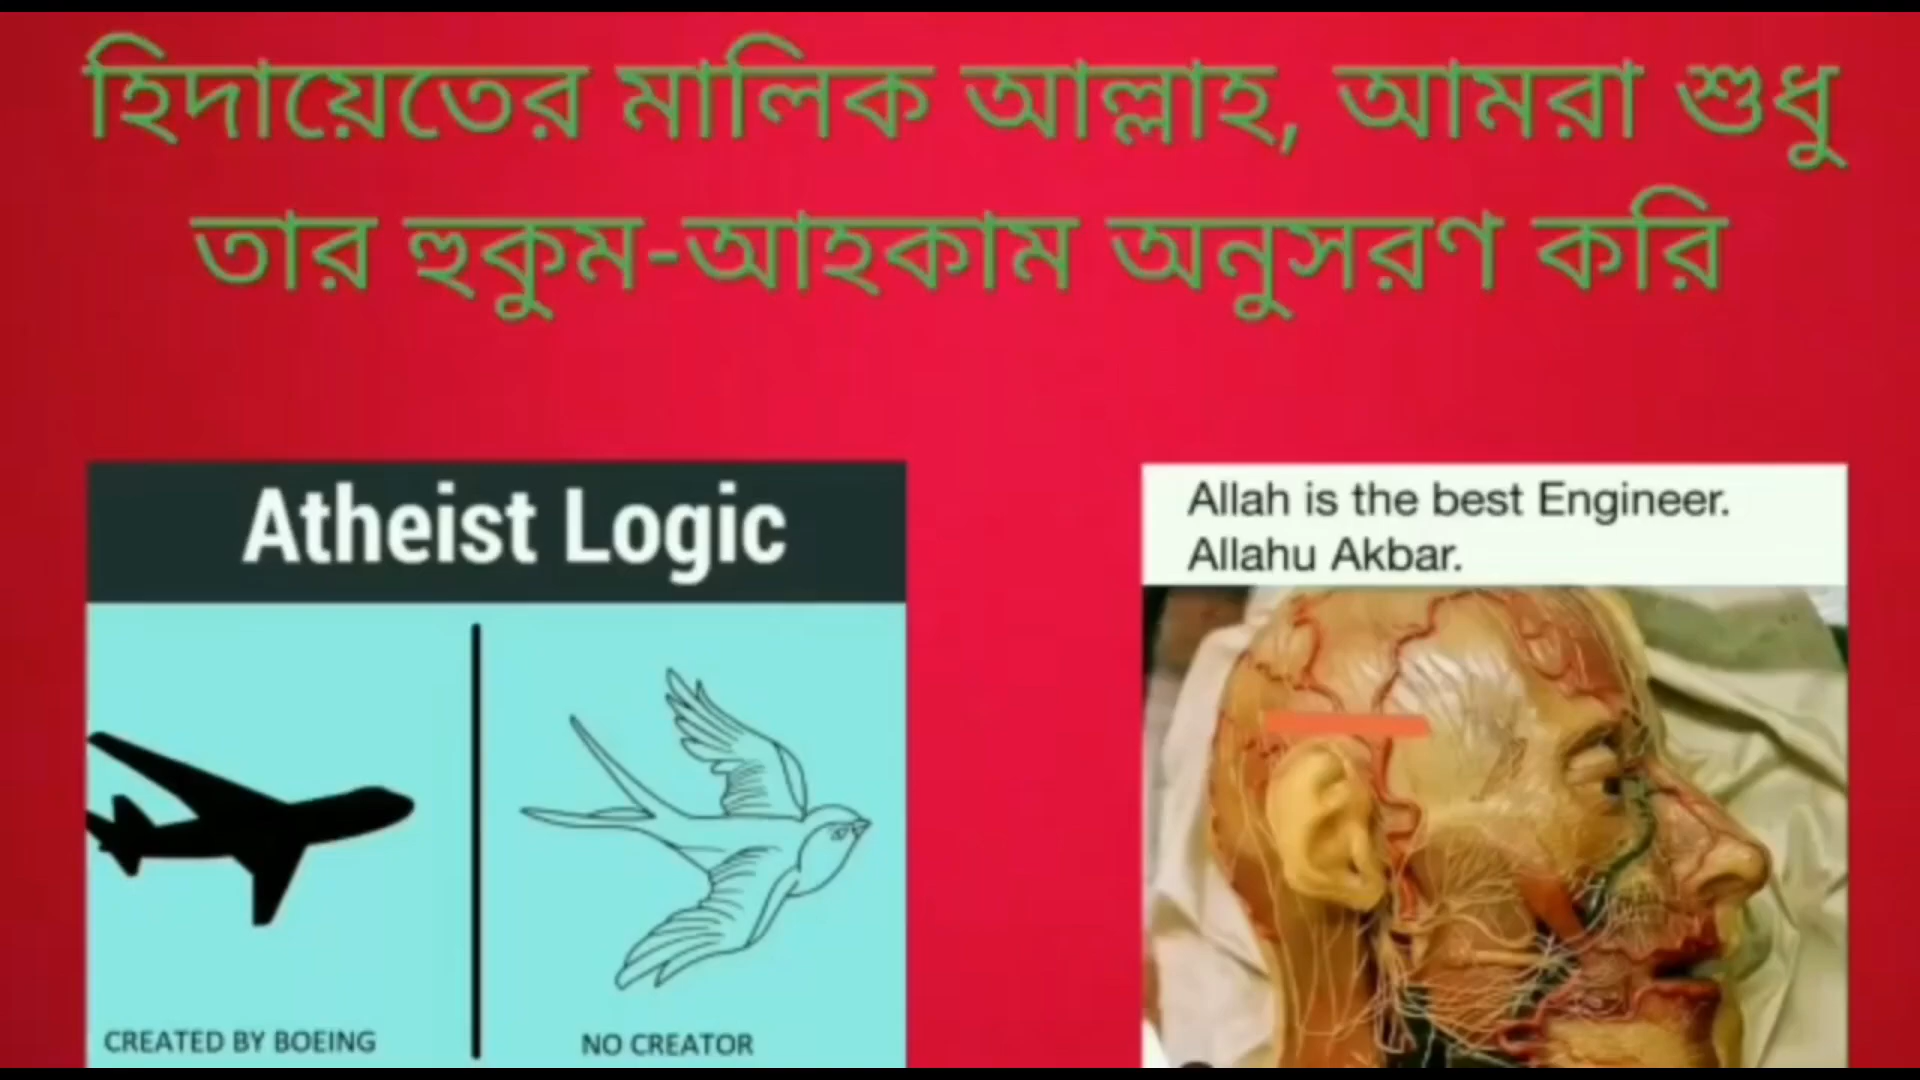 হিদায়েতের মালিক আল্লাহ, আমরা শুধু
তার হুকুম-আহকাম অনুসরণ করি
Atheist Logic
CREATED BY BOEING
NO CREATOR
Allah is the best Engineer.
Allahu Akbar.